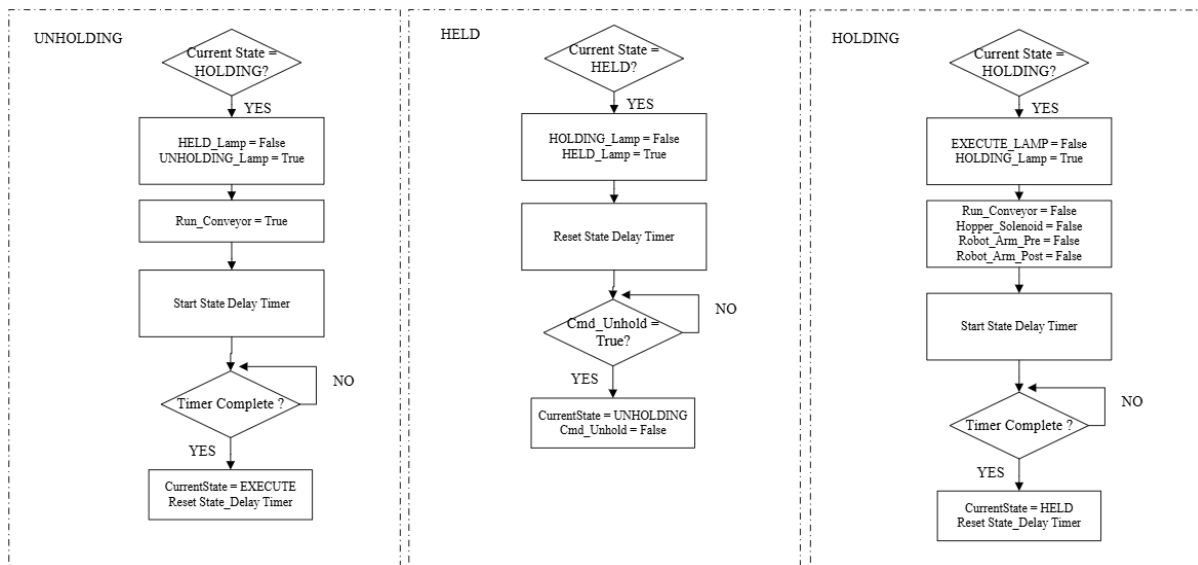 UNHOLDING
Current State =
HOLDING?
YES
HELD_Lamp = False
UNHOLDING_Lamp = True
Run_Conveyor = True
Start State Delay Timer
Timer Complete ?
NO
YES
CurrentState = EXECUTE
Reset State_Delay Timer
HELD
Current State =
HELD?
YES
HOLDING_Lamp = False
HELD_Lamp = True
Reset State Delay Timer
Cmd_Unhold =
True?
NO
YES
CurrentState = UNHOLDING
Cmd_Unhold = False
HOLDING
Current State =
HOLDING?
YES
EXECUTE_LAMP = False
HOLDING_Lamp = True
Run_Conveyor = False
Hopper_Solenoid = False
Robot_Arm_Pre = False
Robot_Arm_Post = False
Start State Delay Timer
Timer Complete ?
NO
YES
CurrentState = HELD
Reset State_Delay Timer